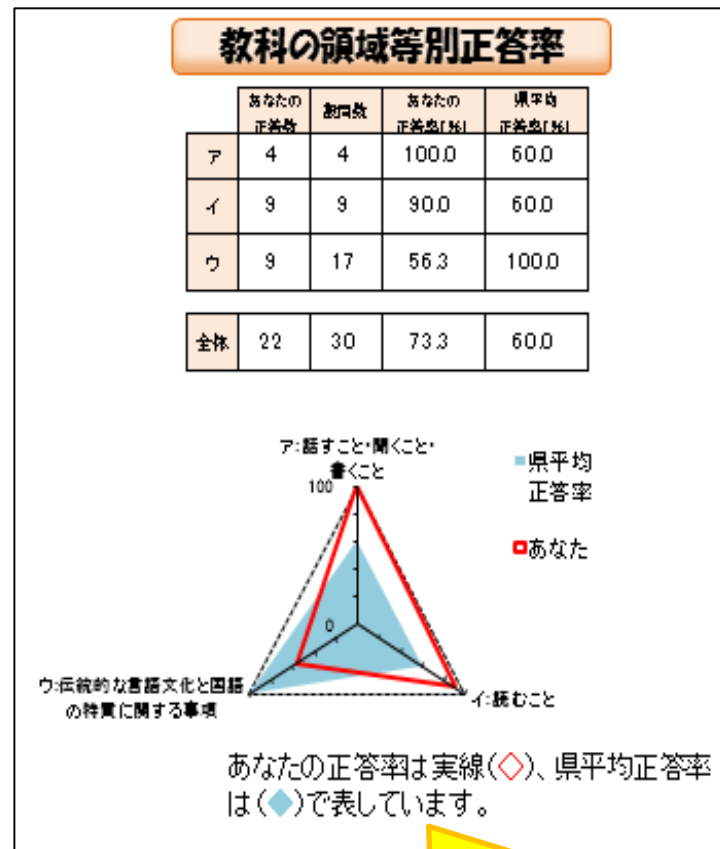 教科の領域等別正答率
あなたの正答数 設問数 あなたの正答率[%] 県平均正答率[%]
ア 4 4 100.0 60.0
イ 9 9 90.0 60.0
ウ 9 17 56.3 100.0
全体 22 30 73.3 60.0
ア:話すこと・聞くこと・
書くこと
100
県平均
正答率
あなた
0
ウ:伝統的な言語文化と国語
の特質に関する事項
イ:読むこと
あなたの正答率は実線(◇)、県平均正答率
は(◆)で表しています。